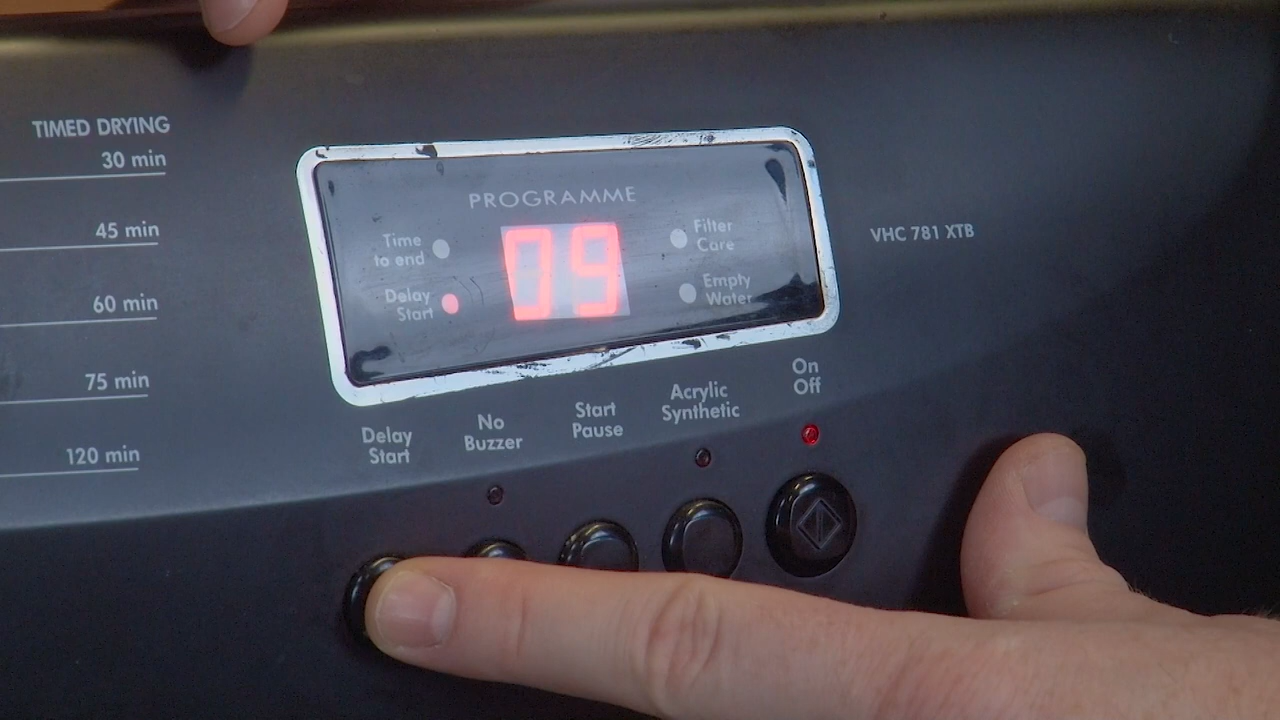 TIMED DRYING
30 min
45 min
60 min
75 min
120 min
PROGRAMME
Time
to end
Delay
Start
09
Filter
Care
Empty
Water
VHC 781 XTB
Delay
Start
No
Buzzer
Start
Pause
Acrylic
Synthetic
On
Off